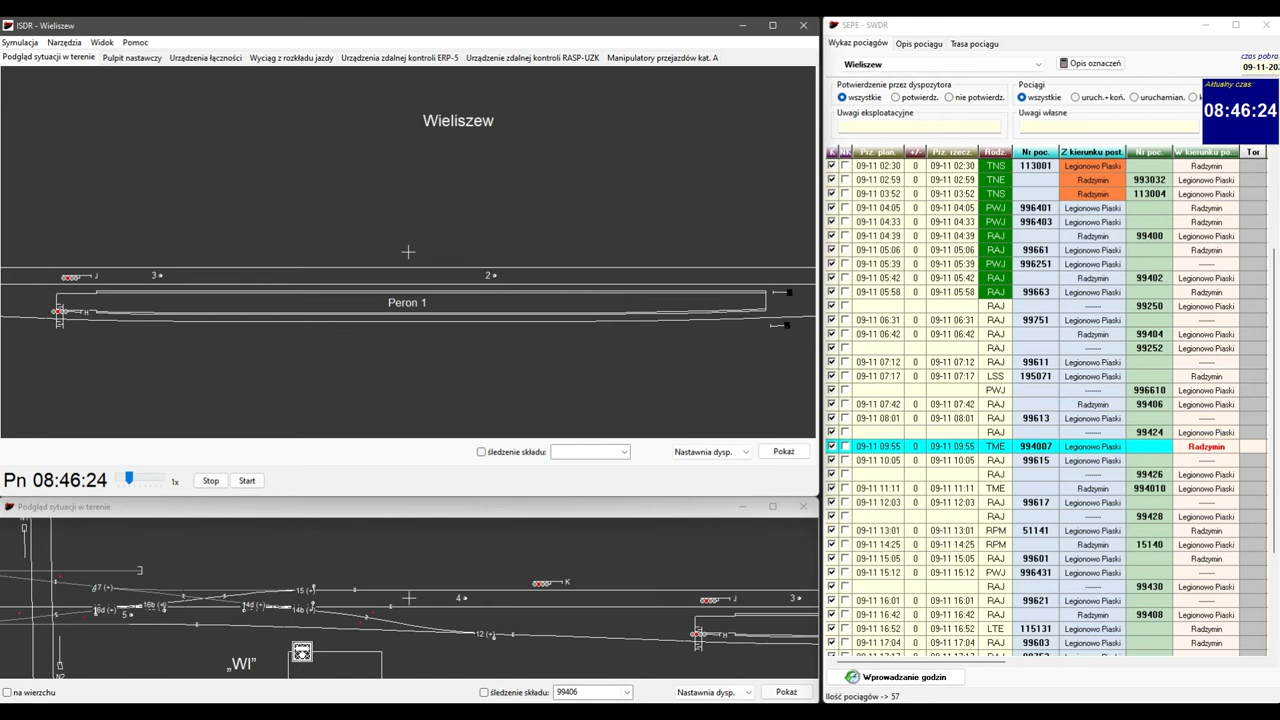 ISDR - Wieliszew
Symulacja Narzędzia Widok Pomoc
Podgląd sytuacji w terenie Pulpit nastawczy Urządzenia łączności Wyciąg z rozkładu jazdy Urządzenia zdalnej kontroli ERP-5 Urządzenie zdalnej kontroli RASP-UZK Manipulatory przejazdów kat. A
Wieliszew
J 3 2
Peron 1
H
śledzenie składu: Nastawnia dysp. Pokaż
Pn 08:46:24 1x Stop Start
Podgląd sytuacji w terenie
K
47 (+) 15 (+)
16d (+) 16b (+) 14d (+) 14b (+) 4 J 3
5 12 (+) H
„WI”
N2
na wierzchu śledzenie składu: 99406 Nastawnia dysp. Pokaż
SEPE - SWDR
Wykaz pociągów Opis pociągu Trasa pociągu
Wieliszew Opis oznaczeń
czas pobra
09-11-20
Potwierdzenie przez dyspozytora Pociągi
wszystkie potwierdz. nie potwierdz. wszystkie uruch.+koń. uruchamian.
Uwagi eksploatacyjne Uwagi własne
Aktualny czas:
08:46:24
K NK Prz. plan. +/- Prz. rzecz. Rodz. Nr poc. Z kierunku post. Nr poc. W kierunku po... Tor
09-11 02:30 0 09-11 02:30 TNS 113001 Legionowo Piaski Radzymin
09-11 02:59 0 09-11 02:59 TNE Radzymin 993032 Legionowo Piaski
09-11 03:52 0 09-11 03:52 TNS Radzymin 113004 Legionowo Piaski
09-11 04:05 0 09-11 04:05 PWJ 996401 Legionowo Piaski Radzymin
09-11 04:33 0 09-11 04:33 PWJ 996403 Legionowo Piaski Radzymin
09-11 04:39 0 09-11 04:39 RAJ Radzymin 99400 Legionowo Piaski
09-11 05:06 0 09-11 05:06 RAJ 99661 Legionowo Piaski Radzymin
09-11 05:39 0 09-11 05:39 PWJ 996251 Legionowo Piaski Radzymin
09-11 05:42 0 09-11 05:42 RAJ Radzymin 99402 Legionowo Piaski
09-11 05:58 0 09-11 05:58 RAJ 99663 Legionowo Piaski Radzymin
RAJ -------- 99250 Legionowo Piaski
09-11 06:31 0 09-11 06:31 RAJ 99751 Legionowo Piaski Radzymin
09-11 06:42 0 09-11 06:42 RAJ Radzymin 99404 Legionowo Piaski
RAJ -------- 99252 Legionowo Piaski
09-11 07:12 0 09-11 07:12 RAJ 99611 Legionowo Piaski --------
09-11 07:17 0 09-11 07:17 LSS 195071 Legionowo Piaski Radzymin
PWJ -------- 996610 Legionowo Piaski
09-11 07:42 0 09-11 07:42 RAJ Radzymin 99406 Legionowo Piaski
09-11 08:01 0 09-11 08:01 RAJ 99613 Legionowo Piaski --------
RAJ -------- 99424 Legionowo Piaski
09-11 09:55 0 09-11 09:55 TME 994007 Legionowo Piaski Radzymin
09-11 10:05 0 09-11 10:05 RAJ 99615 Legionowo Piaski --------
RAJ -------- 99426 Legionowo Piaski
09-11 11:11 0 09-11 11:11 TME Radzymin 994010 Legionowo Piaski
09-11 12:03 0 09-11 12:03 RAJ 99617 Legionowo Piaski --------
RAJ -------- 99428 Legionowo Piaski
09-11 13:01 0 09-11 13:01 RPM 51141 Legionowo Piaski Radzymin
09-11 14:25 0 09-11 14:25 RPM Radzymin 15140 Legionowo Piaski
09-11 15:05 0 09-11 15:05 RAJ 99601 Legionowo Piaski Radzymin
09-11 15:12 0 09-11 15:12 PWJ 996431 Legionowo Piaski Radzymin
RAJ -------- 99430 Legionowo Piaski
09-11 16:01 0 09-11 16:01 RAJ 99621 Legionowo Piaski --------
09-11 16:42 0 09-11 16:42 RAJ Radzymin 99408 Legionowo Piaski
09-11 16:52 0 09-11 16:52 LTE 115131 Legionowo Piaski Radzymin
09-11 17:04 0 09-11 17:04 RAJ 99603 Legionowo Piaski Radzymin
Wprowadzanie godzin
Ilość pociągów -> 57